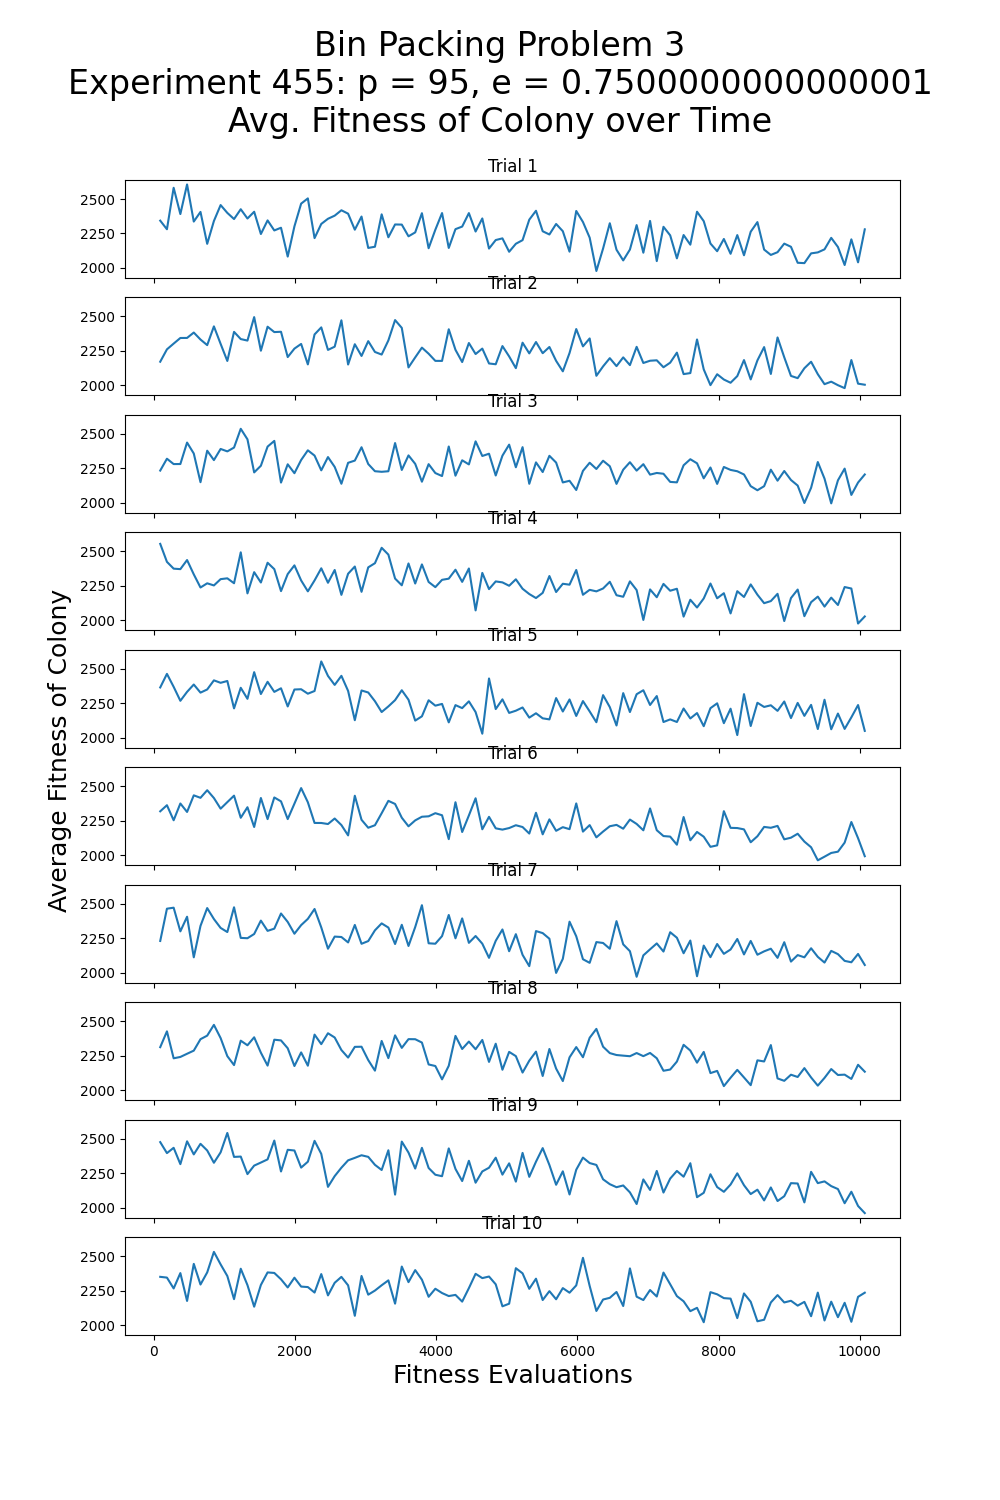 Bin Packing Problem 3
Experiment 455: p = 95, e = 0.7500000000000001
Avg. Fitness of Colony over Time
Trial 1
2500
2250
2000
Trial 2
2500
2250
2000
Trial 3
2500
2250
2000
Trial 4
2500
2250
2000
Trial 5
2500
2250
2000
Trial 6
2500
2250
2000
Trial 7
2500
2250
2000
Trial 8
2500
2250
2000
Trial 9
2500
2250
2000
Trial 10
2500
2250
2000
0 2000 4000 6000 8000 10000
Fitness Evaluations
Average Fitness of Colony